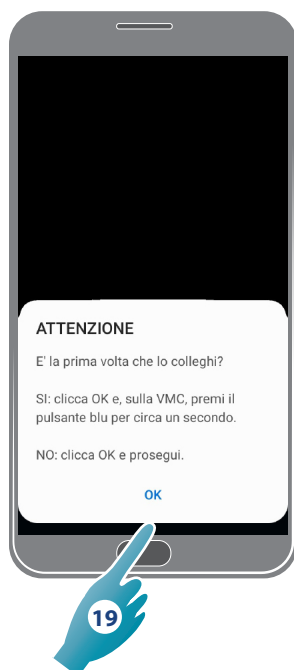 ATTENZIONE
E' la prima volta che lo colleghi?
SI: clicca OK e, sulla VMC, premi il
pulsante blu per circa un secondo.
NO: clicca OK e prosegui.
OK
19